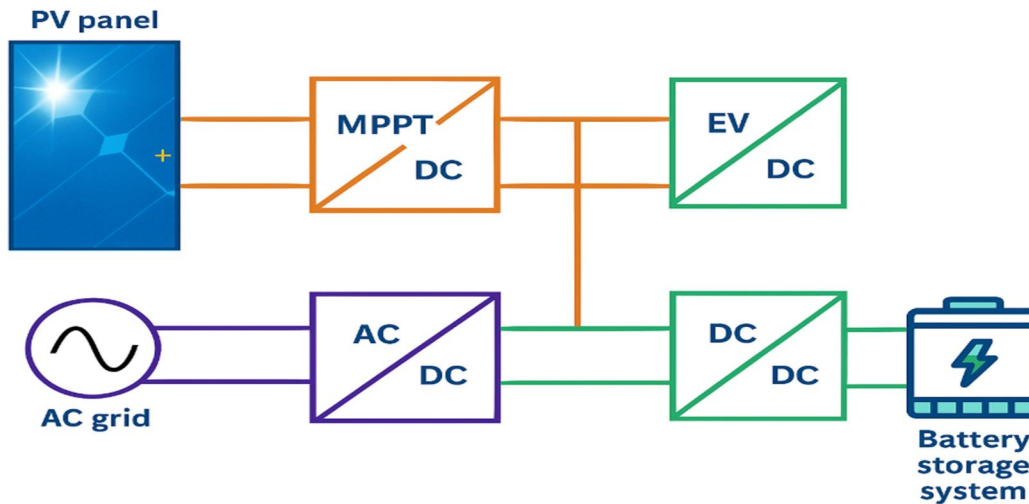 PV panel
MPPT
DC
EV
DC
AC
DC
DC
DC
AC grid
Battery
storage
system